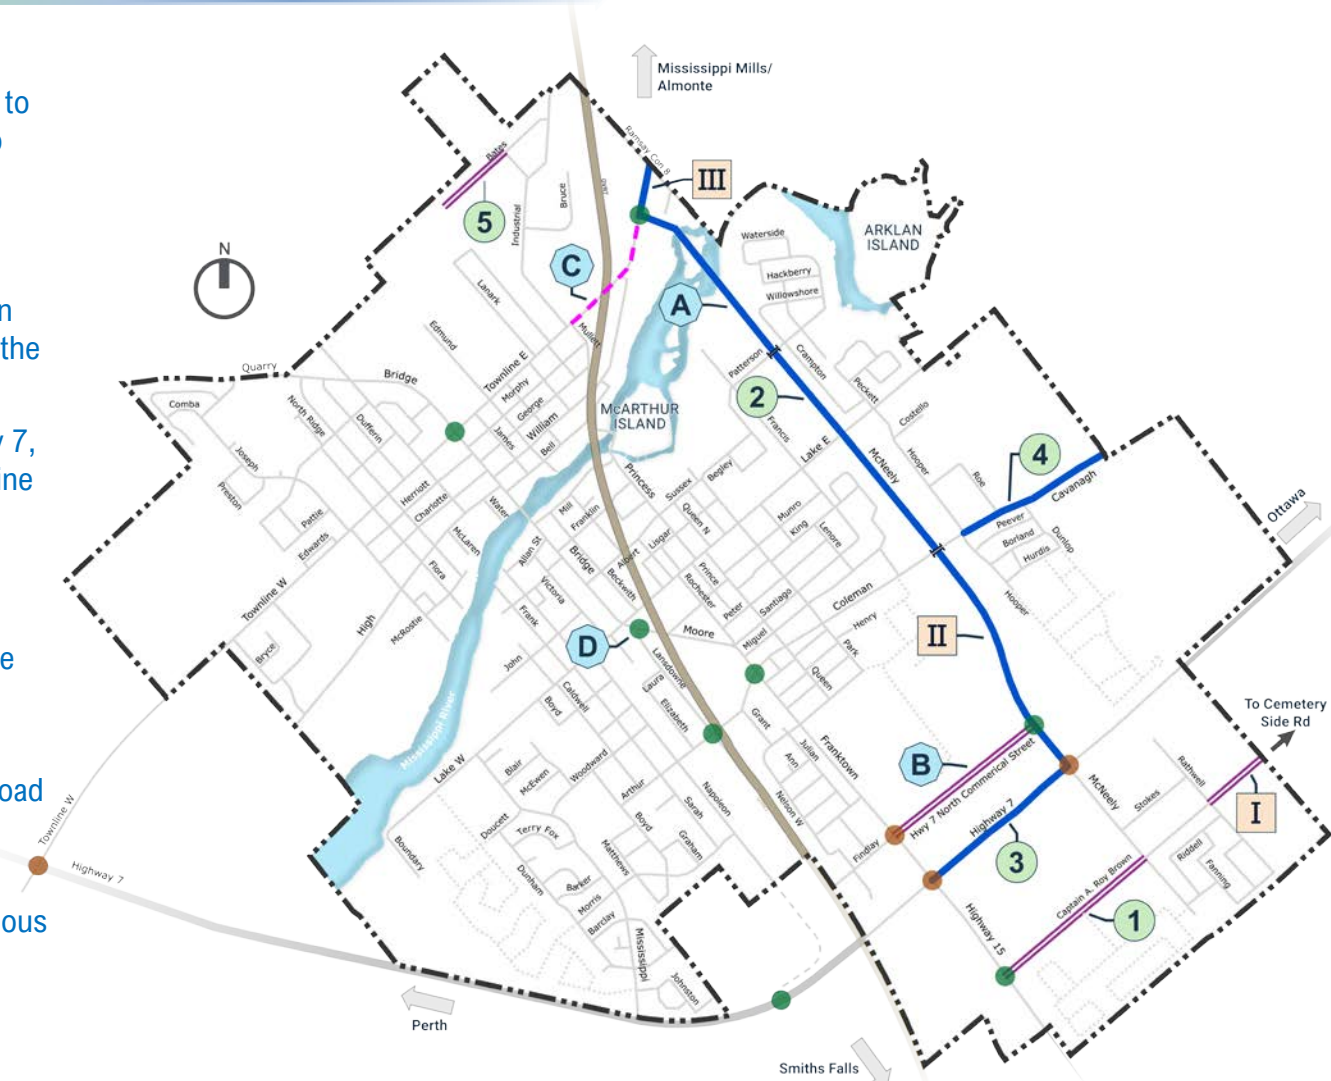 to
n
the
7,
ine
e
oad
ous
Mississippi Mills/
Almonte
Ramsay Con 8
III
Bates
5
Bruce
Industrial
OVRT
ARKLAN
ISLAND
Waterside
Hackberry
Willowshore
N
C
A
Lanark
Edmund
Mullett
Townline E
Patterson
Crampton
Peckett
Quarry
Bridge
Morphy
George
William
James
Bell
McARTHUR
ISLAND
2
Francis
Costello
Comba
North Ridge
Dufferin
Lake E
McNeely
Hooper
4
Roe
Cavanagh
Joseph
Preston
Princess
Sussex
Begley
Herriott
Charlotte
Water
Mill
Franklin
Queen N
Munro
King
Lenore
Peever
Borland
Hurdis
Dunlop
Ottawa
Pattie
Edwards
McLaren
Allan St
Bridge
Albert
Lisgar
Flora
Victoria
Beckwith
Prince
Rochester
Peter
Santiago
Coleman
Hooper
Townline W
High
McRostie
Frank
D
Moore
Miguel
Henry
Park
II
Bryce
John
Lansdowne
Laura
Queen
Caldwell
Boyd
Elizabeth
Grant
Mississippi River
To Cemetery
Side Rd
Lake W
Blair
McEwen
Woodward
Julian
Ann
Franktown
B
Hwy 7 North Commerical Street
McNeely
Rathwell
Stokes
I
Arthur
Napoleon
Sarah
Nelson W
Highway 7
Townline W
Doucett
Terry Fox
Boyd
Graham
Findlay
3
Riddell
Fanning
Boundary
Matthews
Highway 7
Dunham
Barker
Morris
Barclay
Captain A. Roy Brown
1
Highway 15
Mississippi
Johnston
Perth
Smiths Falls